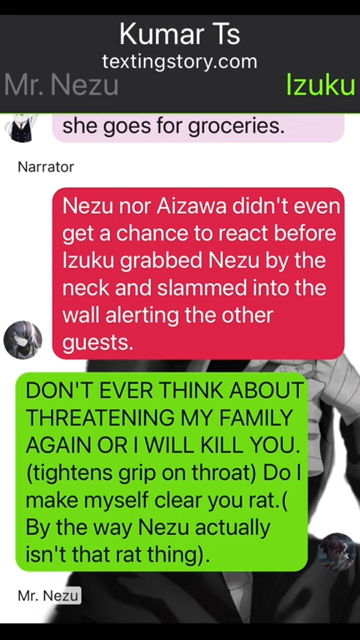 Kumar Ts
textingstory.com
Mr. Nezu
Izuku
she goes for groceries.
Narrator
Nezu nor Aizawa didn't even
get a chance to react before
Izuku grabbed Nezu by the
neck and slammed into the
wall alerting the other
guests.
DON'T EVER THINK ABOUT
THREATENING MY FAMILY
AGAIN OR I WILL KILL YOU.
(tightens grip on throat) Do I
make myself clear you rat.(
By the way Nezu actually
isn't that rat thing).
Mr. Nezu